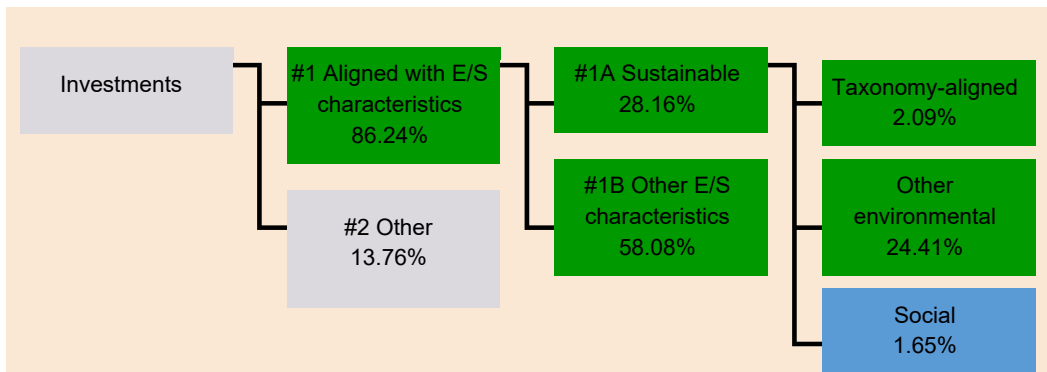 Investments
#1 Aligned with E/S
characteristics
86.24%
#2 Other
13.76%
#1A Sustainable
28.16%
#1B Other E/S
characteristics
58.08%
Taxonomy-aligned
2.09%
Other
environmental
24.41%
Social
1.65%